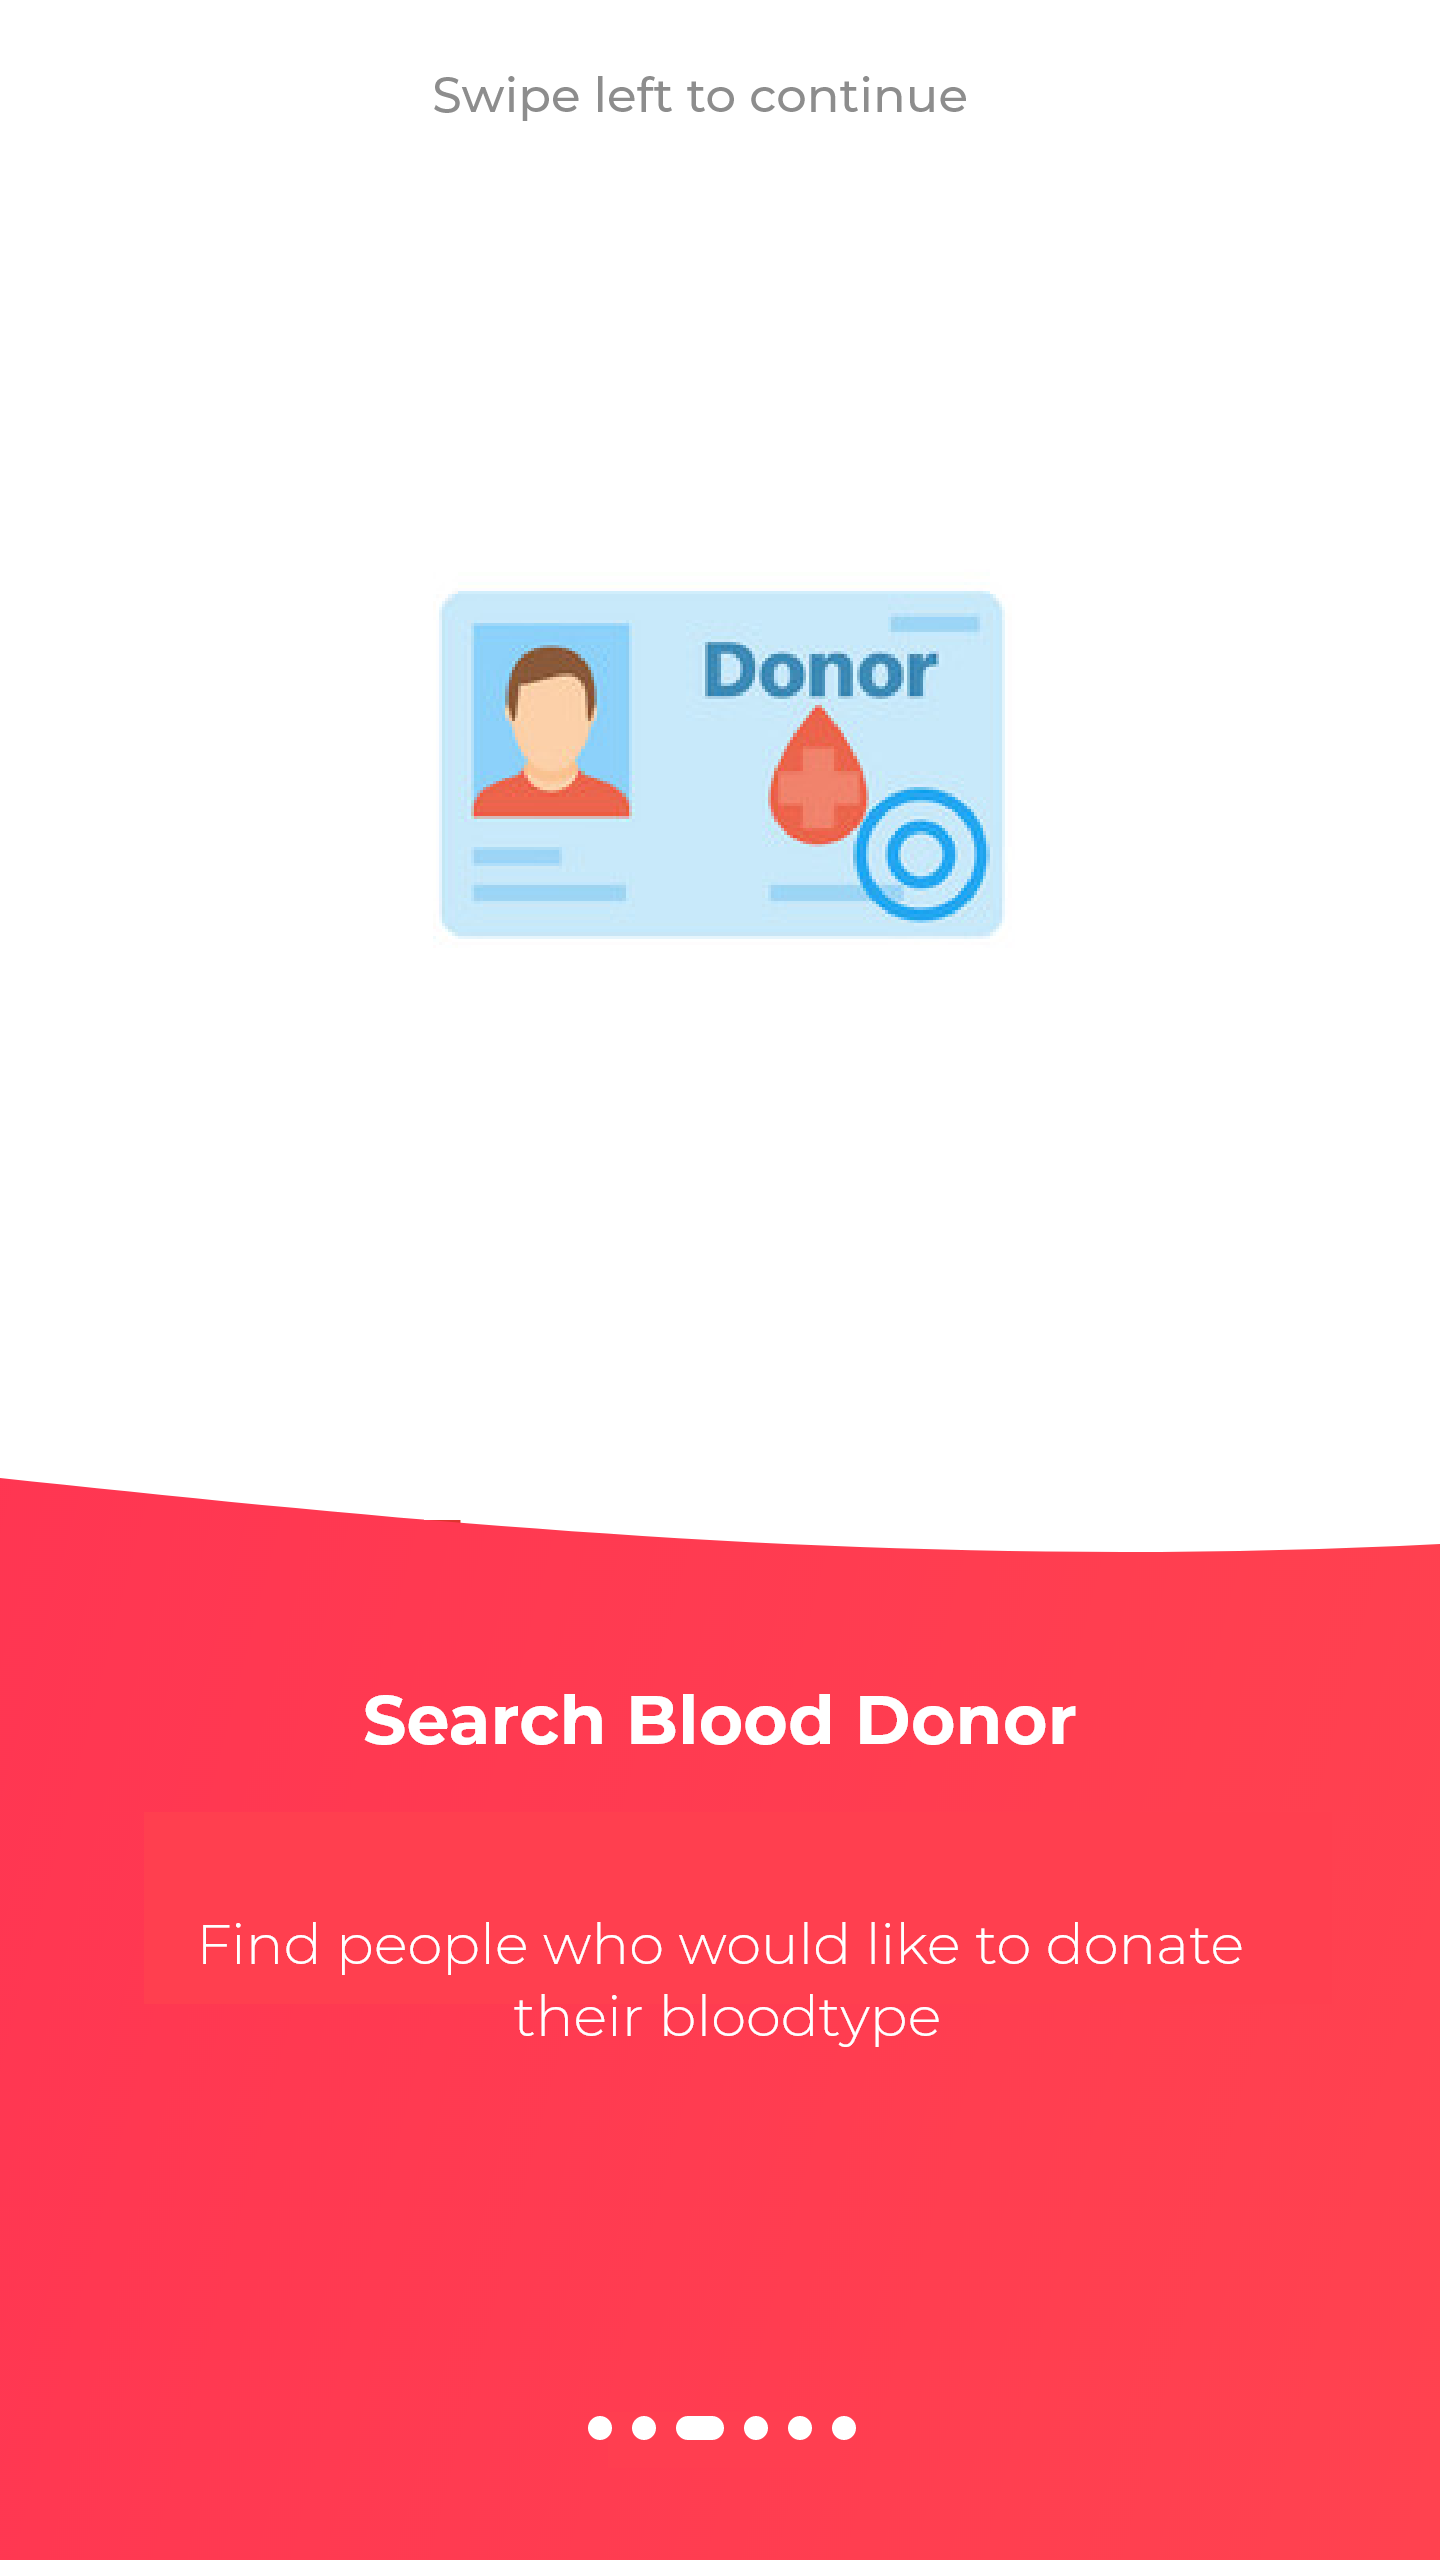 Swipe left to continue
Donor
Search Blood Donor
Find people who would like to donate
their bloodtype